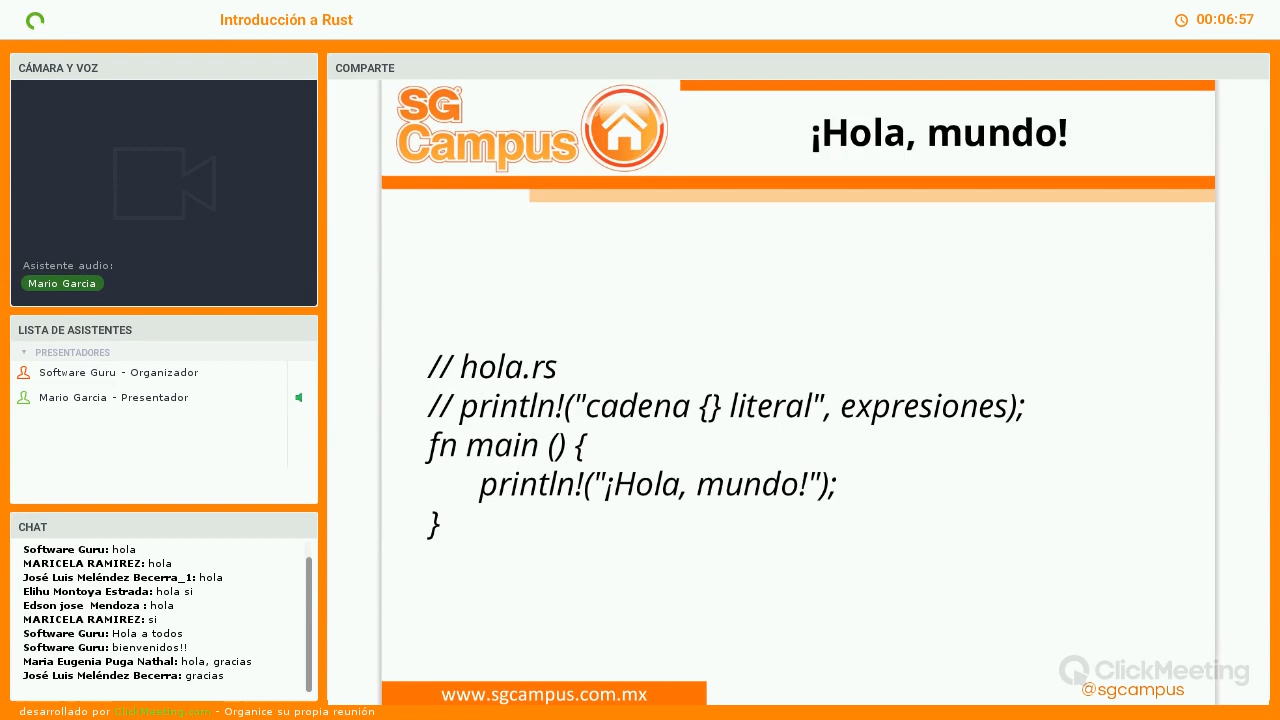 Introducción a Rust
00:06:57
CÁMARA Y VOZ
Asistente audio:
Mario Garcia
LISTA DE ASISTENTES
PRESENTADORES
Software Guru - Organizador
Mario Garcia - Presentador
CHAT
Software Guru: hola
MARICELA RAMIREZ: hola
José Luis Meléndez Becerra_1: hola
Elihu Montoya Estrada: hola si
Edson jose Mendoza : hola
MARICELA RAMIREZ: si
Software Guru: Hola a todos
Software Guru: bienvenidos!!
Maria Eugenia Puga Nathal: hola, gracias
José Luis Meléndez Becerra: gracias
desarrollado por ClickMeeting.com - Organice su propia reunión
COMPARTE
SG
Campus
¡Hola, mundo!
// hola.rs
// println!("cadena {} literal", expresiones);
fn main () {
println!("¡Hola, mundo!");
}
www.sgcampus.com.mx
ClickMeeting
@sgcampus